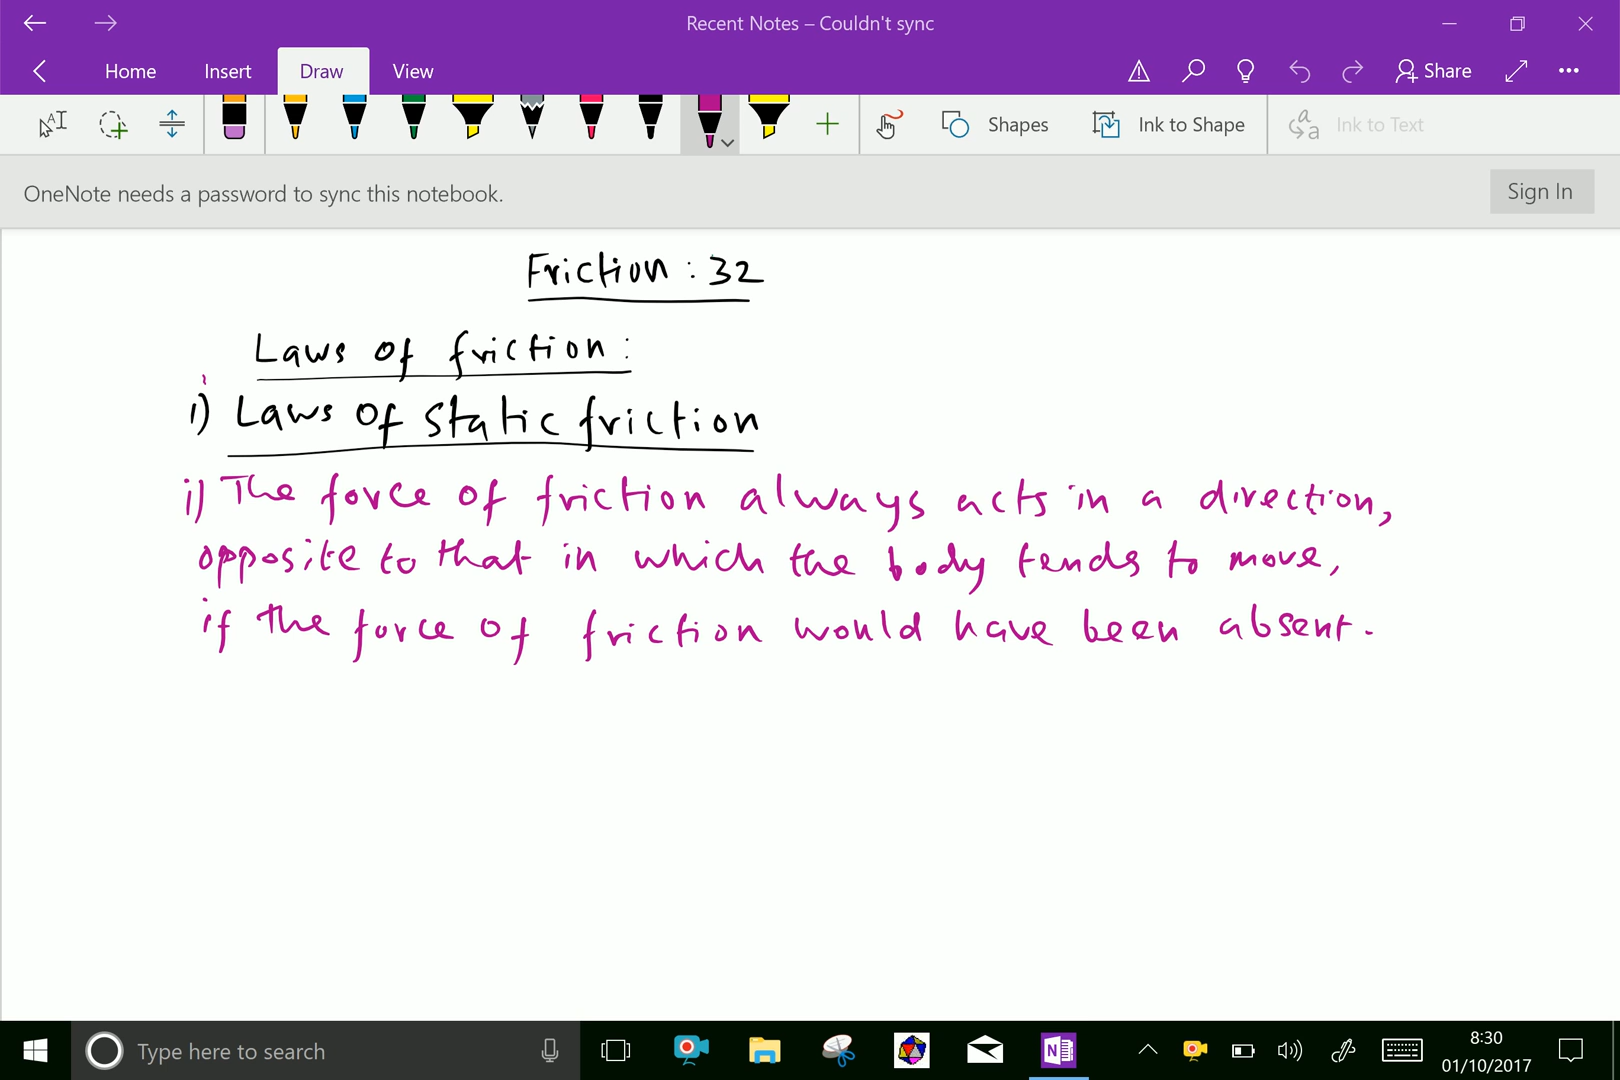 Recent Notes – Couldn't sync
Home Insert Draw View Share
Shapes Ink to Shape Ink to Text
OneNote needs a password to sync this notebook. Sign In
Friction : 32
Laws of friction :
1) Laws of static friction
i) The force of friction always acts in a direction,
opposite to that in which the body tends to move,
if the force of friction would have been absent.
Type here to search
8:30
01/10/2017